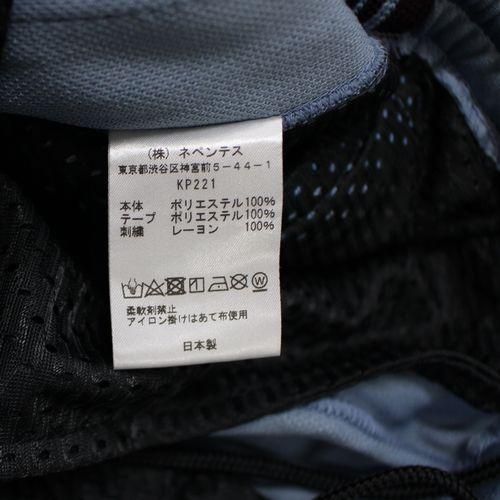 (株) ネペンテス
東京都渋谷区神宮前5-44-1
KP221
本体 ポリエステル100%
テープ ポリエステル100%
刺繍 レーヨン 100%
柔軟剤禁止
アイロン掛けはあて布使用
日本製